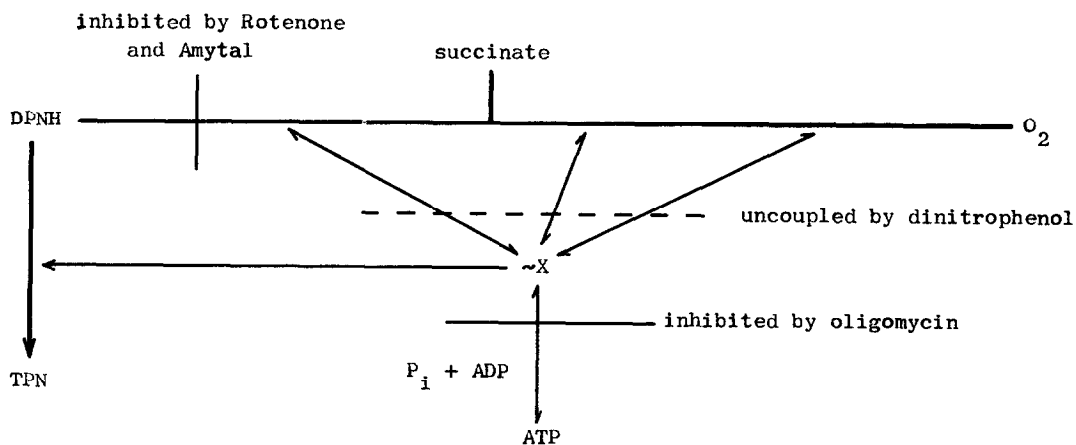 inhibited by Rotenone
and Amytal
succinate
DPNH
O2
uncoupled by dinitrophenol
~X
inhibited by oligomycin
Pi + ADP
TPN
ATP